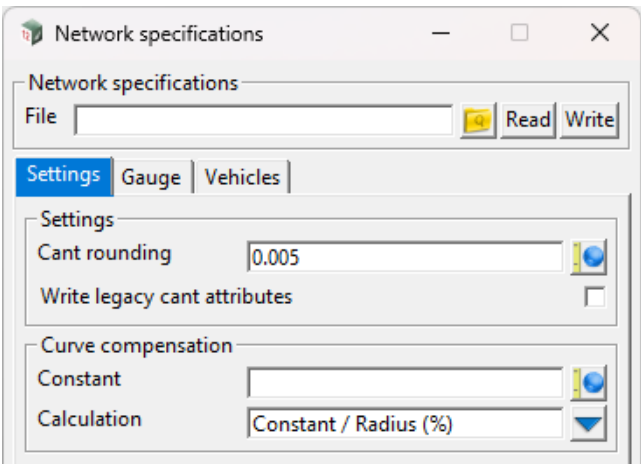 Network specifications
Network specifications
File Read Write
Settings Gauge Vehicles
Settings
Cant rounding 0.005
Write legacy cant attributes
Curve compensation
Constant
Calculation Constant / Radius (%)